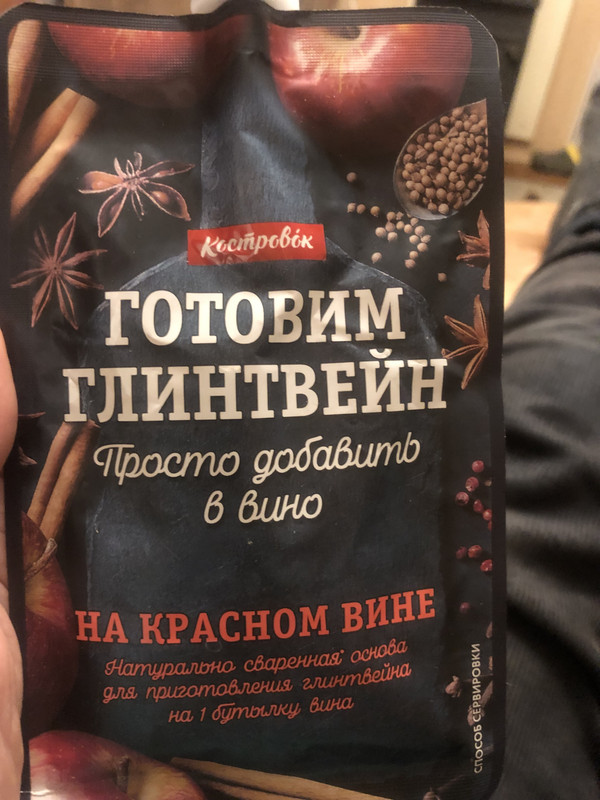 Костровок
ГОТОВИМ
ГЛИНТВЕЙН
Просто добавить
в вино
НА КРАСНОМ ВИНЕ
Натурально сваренная* основа
для приготовления глинтвейна
на 1 бутылку вина
СПОСОБ СЕРВИРОВКИ